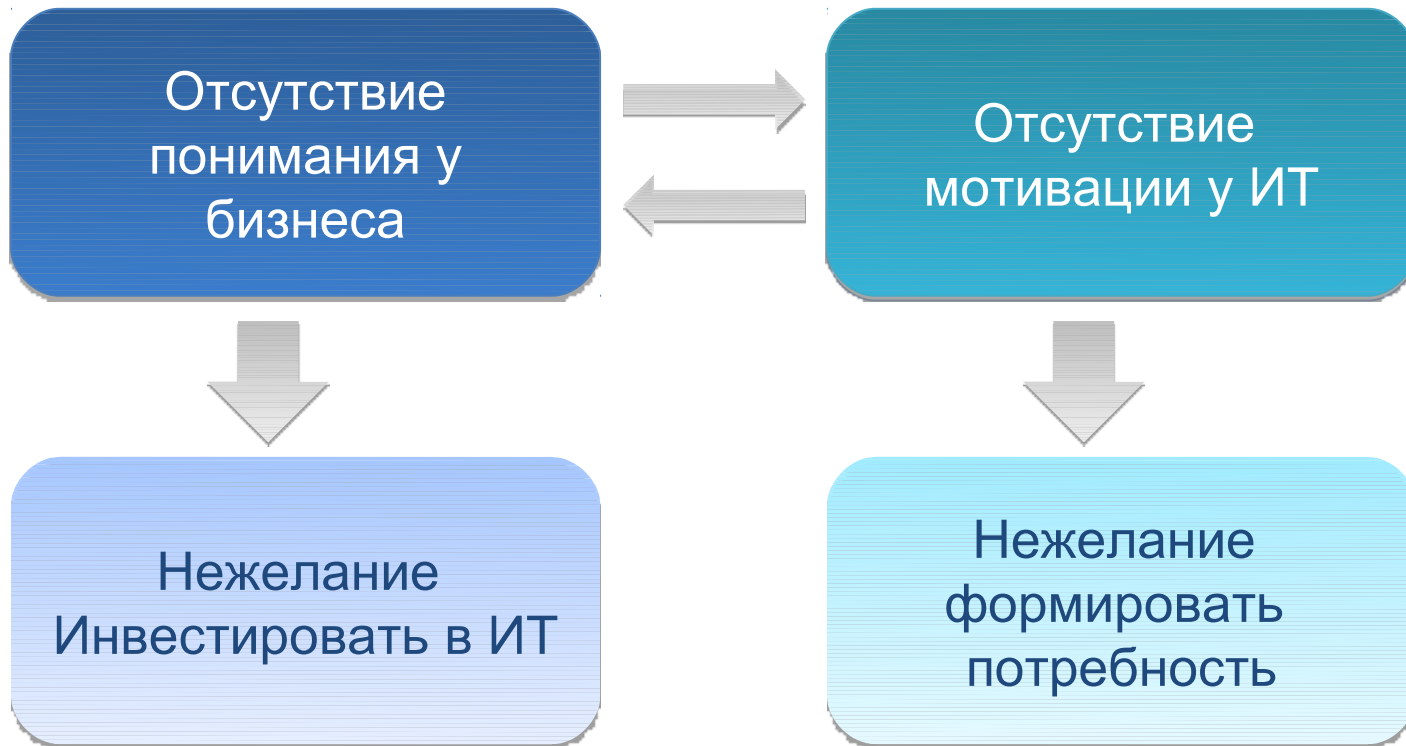 Отсутствие
понимания у
бизнеса
Отсутствие
мотивации у ИТ
Нежелание
Инвестировать в ИТ
Нежелание
формировать
потребность